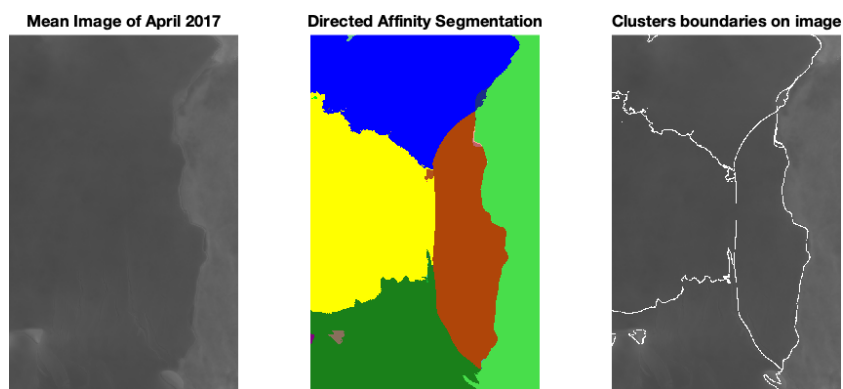 Mean Image of April 2017
Directed Affinity Segmentation
Clusters boundaries on image